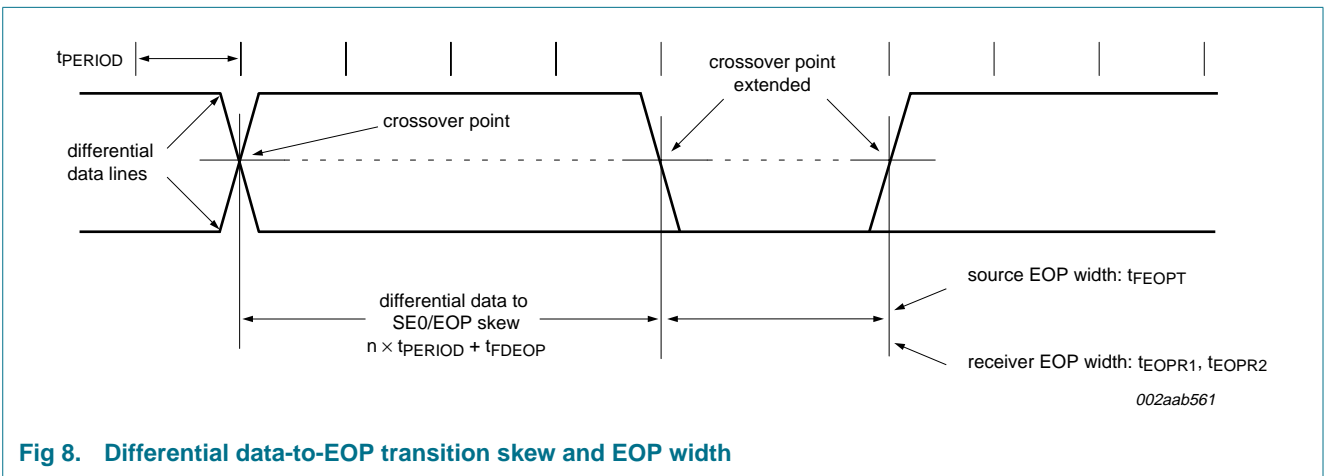 tPERIOD
crossover point
extended
crossover point
differential
data lines
differential data to
SE0/EOP skew
n × tPERIOD + tFDEOP
source EOP width: tFEOPT
receiver EOP width: tEOPR1, tEOPR2
002aab561
Fig 8. Differential data-to-EOP transition skew and EOP width